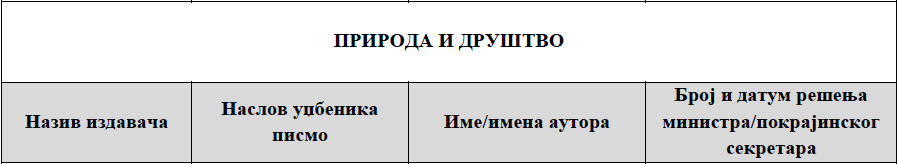 ПРИРОДА И ДРУШТВО
Назив издавача
Наслов уџбеника
писмо
Име/имена аутора
Број и датум решења
министра/покрајинског
секретара